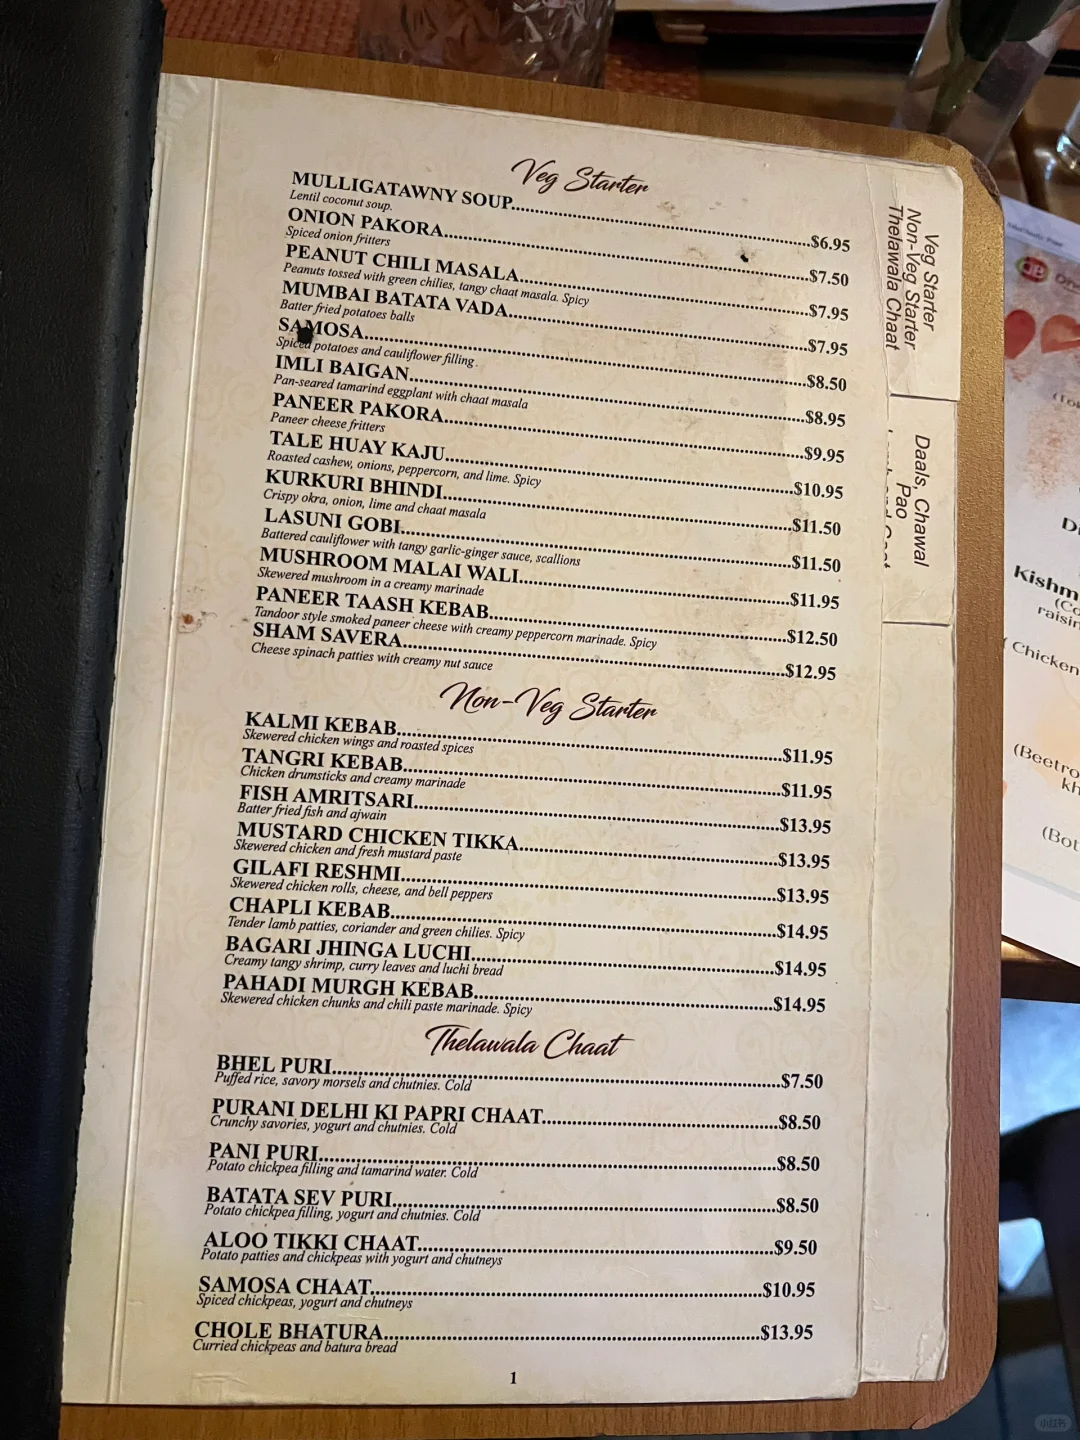 Veg Starter
MULLIGATAWNY SOUP...$6.95
Lentil coconut soup.
ONION PAKORA...$7.50
Spiced onion fritters
PEANUT CHILI MASALA...$7.95
Peanuts tossed with green chilies, tangy chaat masala. Spicy
MUMBAI BATATA VADA...$7.95
Batter fried potatoes balls
SAMOSA...$8.50
Spiced potatoes and cauliflower filling.
IMLI BAIGAN...$8.95
Pan-seared tamarind eggplant with chaat masala
PANEER PAKORA...$9.95
Paneer cheese fritters
TALE HUAY KAJU...$10.95
Roasted cashew, onions, peppercorn, and lime. Spicy
KURKURI BHINDI...$11.50
Crispy okra, onion, lime and chaat masala
LASUNI GOBI...$11.50
Battered cauliflower with tangy garlic-ginger sauce, scallions
MUSHROOM MALAI WALI...$11.95
Skewered mushroom in a creamy marinade
PANEER TAASH KEBAB...$12.50
Tandoor style smoked paneer cheese with creamy peppercorn marinade. Spicy
SHAM SAVERA...$12.95
Cheese spinach patties with creamy nut sauce
Non-Veg Starter
KALMI KEBAB...$11.95
Skewered chicken wings and roasted spices
TANGRI KEBAB...$11.95
Chicken drumsticks and creamy marinade
FISH AMRITSARI...$13.95
Batter fried fish and ajwain
MUSTARD CHICKEN TIKKA...$13.95
Skewered chicken and fresh mustard paste
GILAFI RESHMI...$13.95
Skewered chicken rolls, cheese, and bell peppers
CHAPLI KEBAB...$14.95
Tender lamb patties, coriander and green chilies. Spicy
BAGARI JHINGA LUCHI...$14.95
Creamy tangy shrimp, curry leaves and luchi bread
PAHADI MURGH KEBAB...$14.95
Skewered chicken chunks and chili paste marinade. Spicy
Thelawala Chaat
BHEL PURI...$7.50
Puffed rice, savory morsels and chutnies. Cold
PURANI DELHI KI PAPRI CHAAT...$8.50
Crunchy savories, yogurt and chutnies. Cold
PANI PURI...$8.50
Potato chickpea filling and tamarind water. Cold
BATATA SEV PURI...$8.50
Potato chickpea filling, yogurt and chutnies. Cold
ALOO TIKKI CHAAT...$9.50
Potato patties and chickpeas with yogurt and chutneys
SAMOSA CHAAT...$10.95
Spiced chickpeas, yogurt and chutneys
CHOLE BHATURA...$13.95
Curried chickpeas and batura bread
1
Veg Starter
Non-Veg Starter
Thelawala Chaat
Daals, Chawal
Pao
Kishm
raisin
Chicken
(Beetro
kh
(Bot
小红书